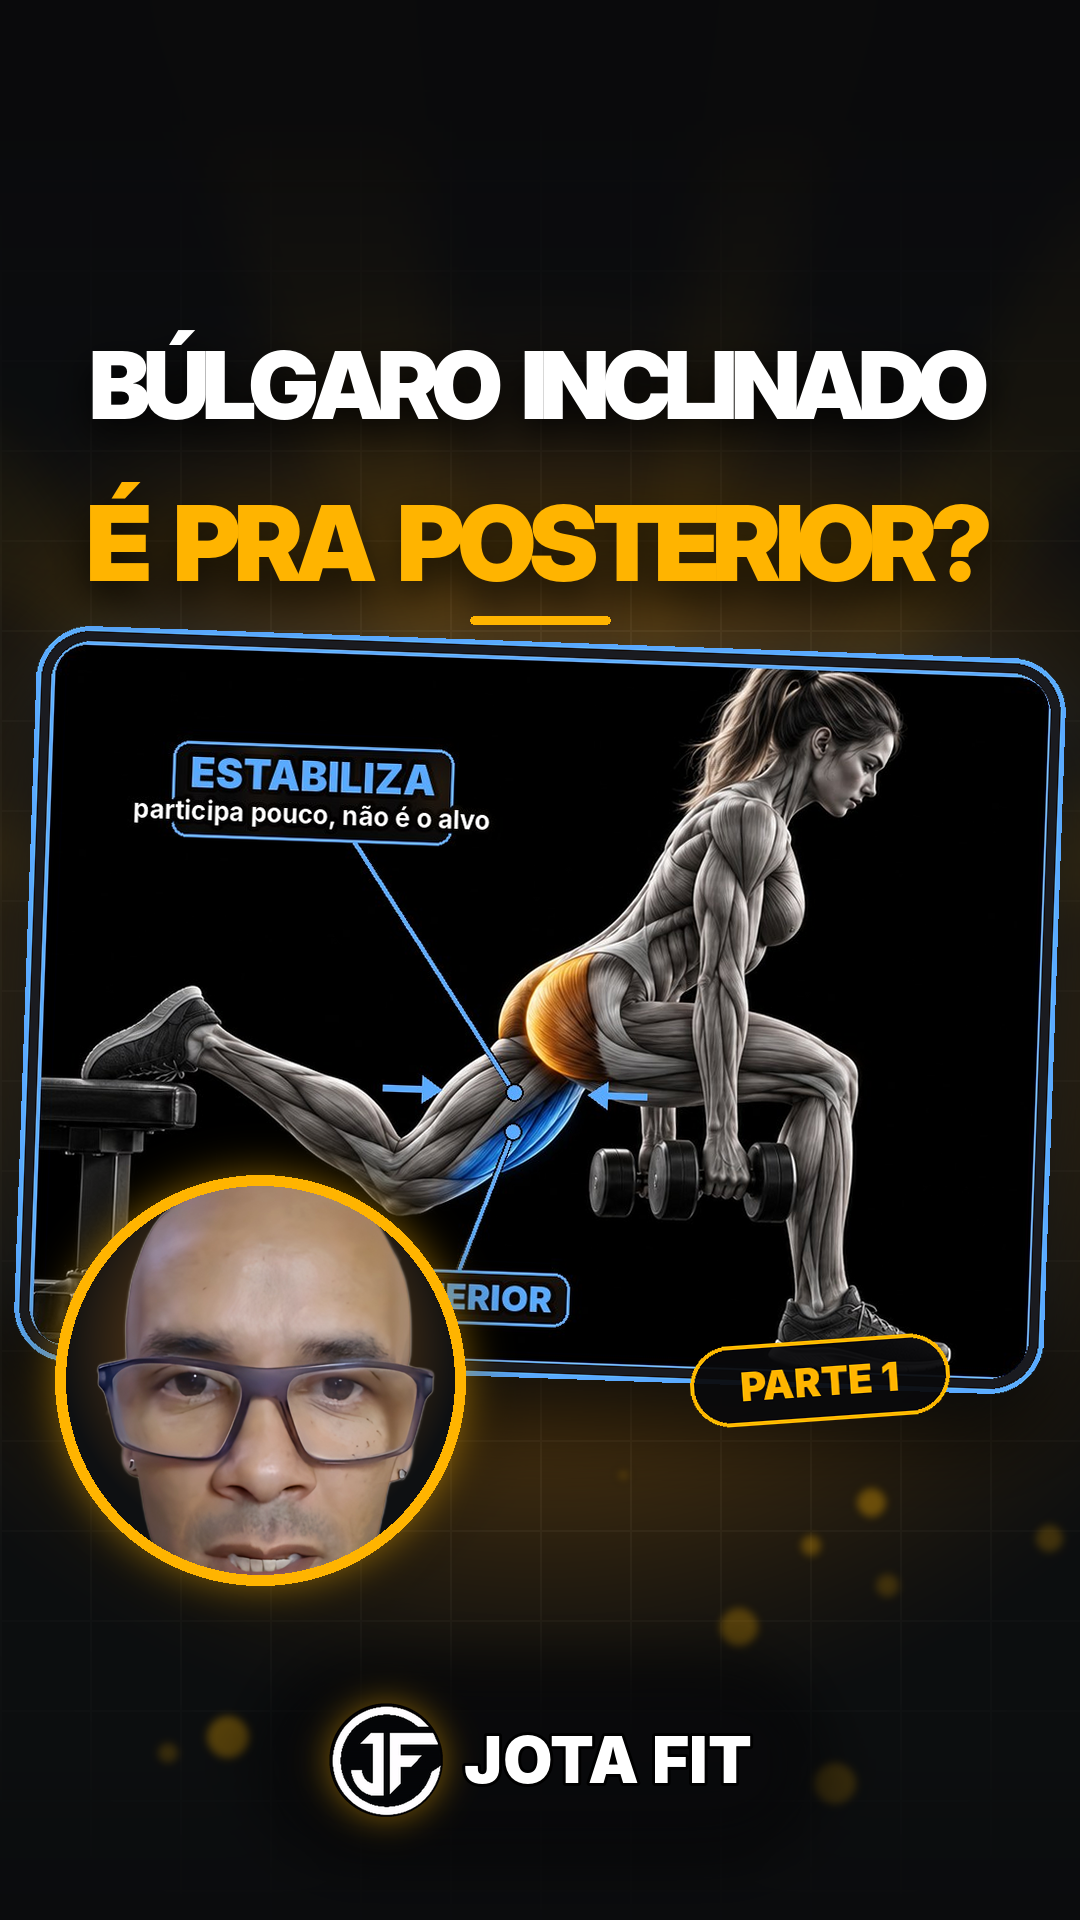 BÚLGARO INCLINADO
É PRA POSTERIOR?
ESTABILIZA
participa pouco, não é o alvo
ERIOR
PARTE 1
JF JOTA FIT